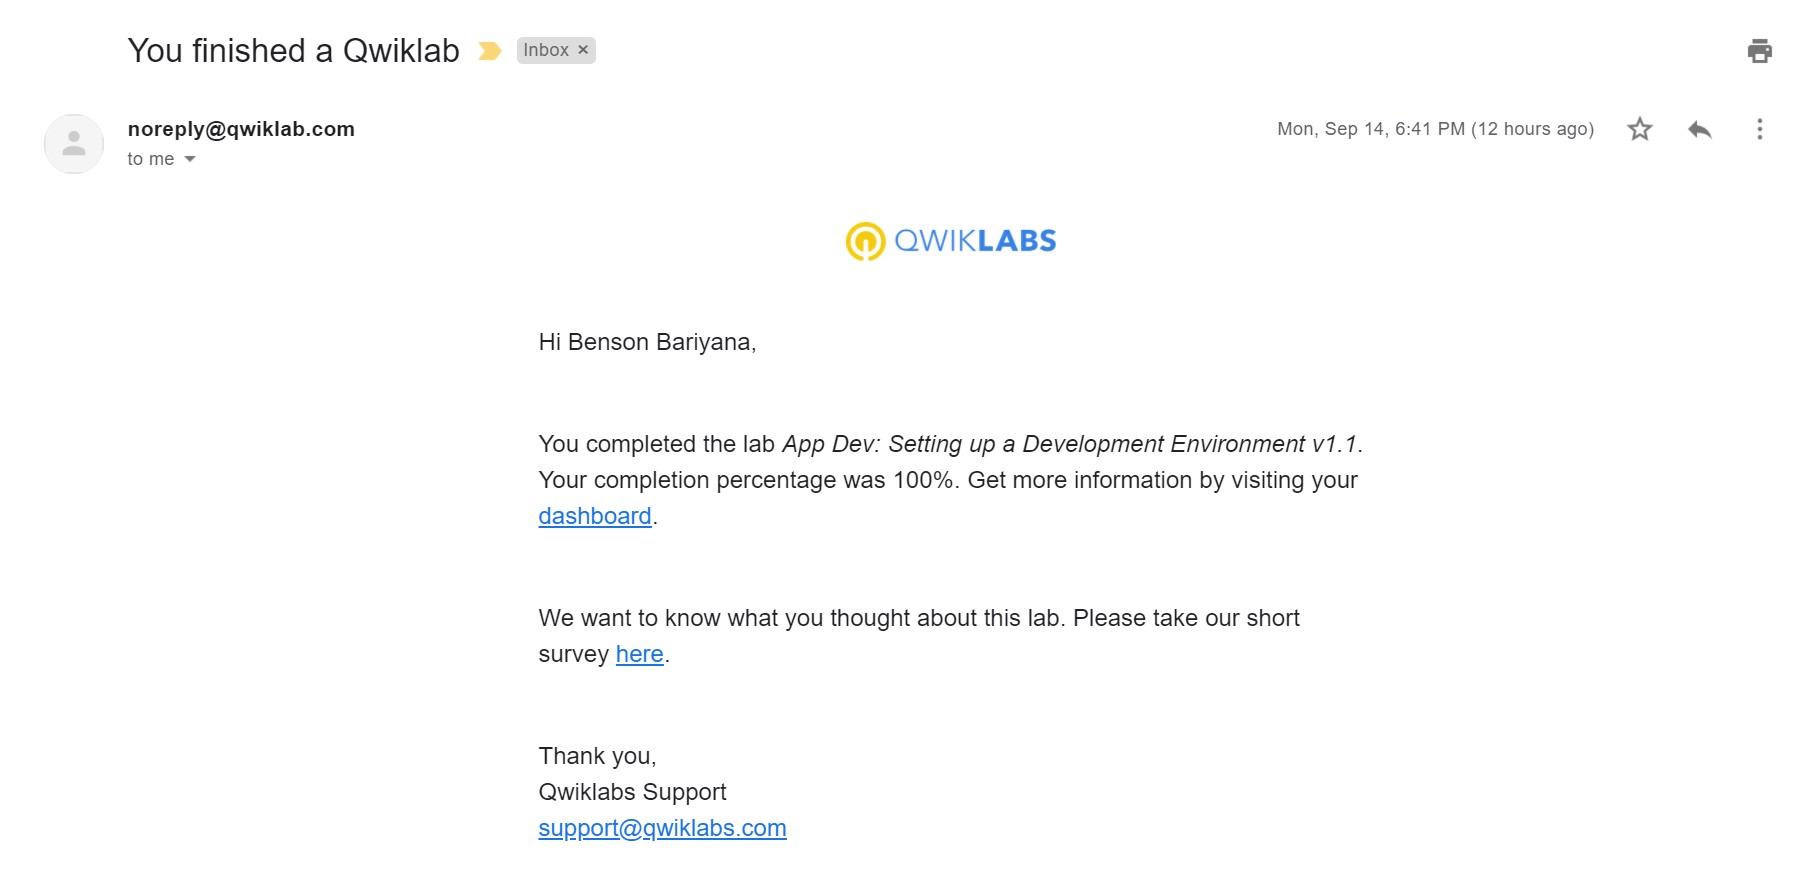 You finished a Qwiklab Inbox ×
noreply@qwiklab.com Mon, Sep 14, 6:41 PM (12 hours ago)
to me
QWIKLABS
Hi Benson Bariyana,
You completed the lab App Dev: Setting up a Development Environment v1.1.
Your completion percentage was 100%. Get more information by visiting your
dashboard.
We want to know what you thought about this lab. Please take our short
survey here.
Thank you,
Qwiklabs Support
support@qwiklabs.com